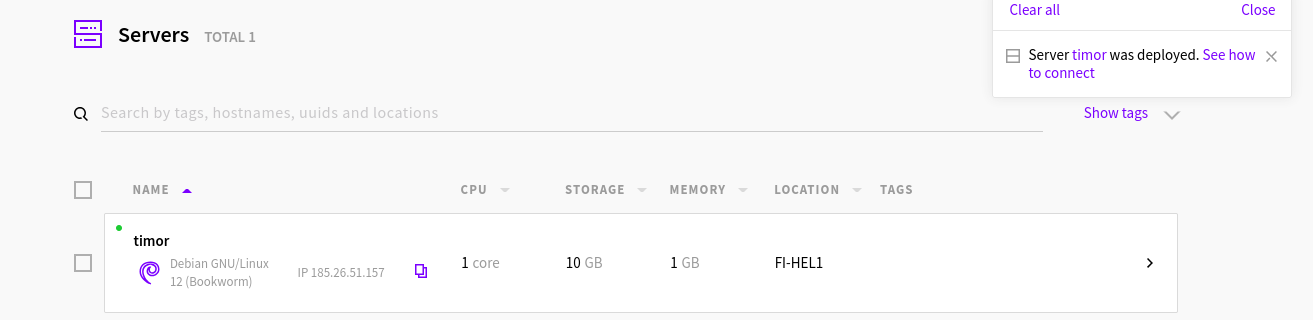 Clear all
Close
Servers TOTAL 1
Server timor was deployed. See how
to connect
Search by tags, hostnames, uuids and locations
Show tags
NAME CPU STORAGE MEMORY LOCATION TAGS
timor
Debian GNU/Linux
12 (Bookworm)
IP 185.26.51.157
1 core
10 GB
1 GB
FI-HEL1